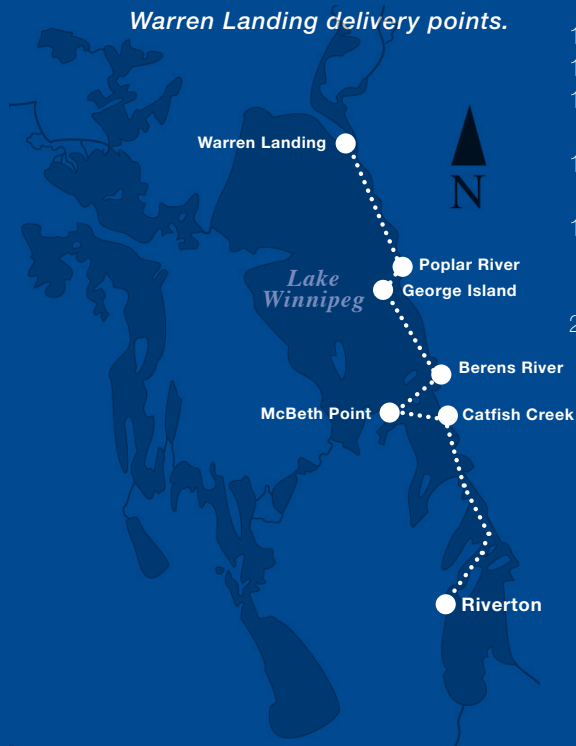 Warren Landing delivery points.
Warren Landing
N
Poplar River
Lake
Winnipeg
George Island
Berens River
McBeth Point
Catfish Creek
Riverton